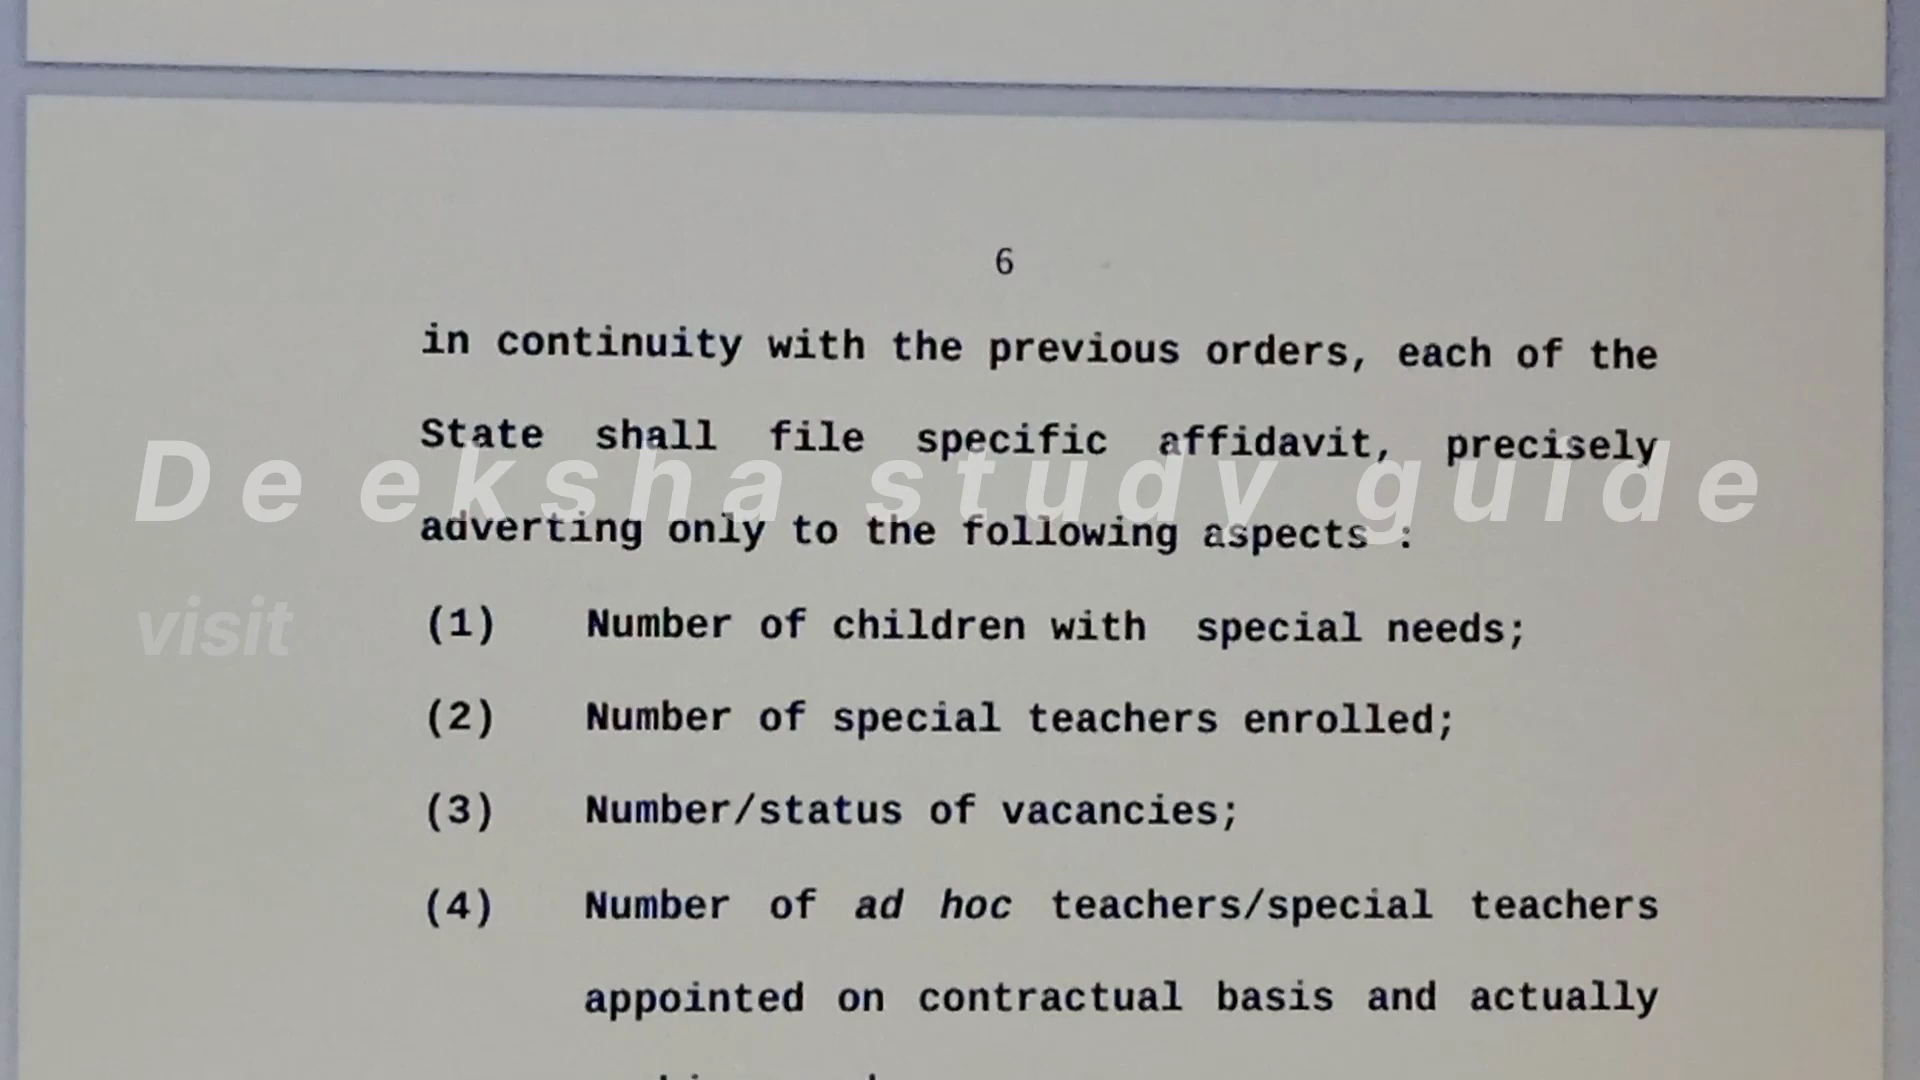 6
in continuity with the previous orders, each of the
State shall file specific affidavit, precisely
De eksha study guide
adverting only to the following aspects :
visit
(1) Number of children with special needs;
(2) Number of special teachers enrolled;
(3) Number/status of vacancies;
(4) Number of ad hoc teachers/special teachers
appointed on contractual basis and actually